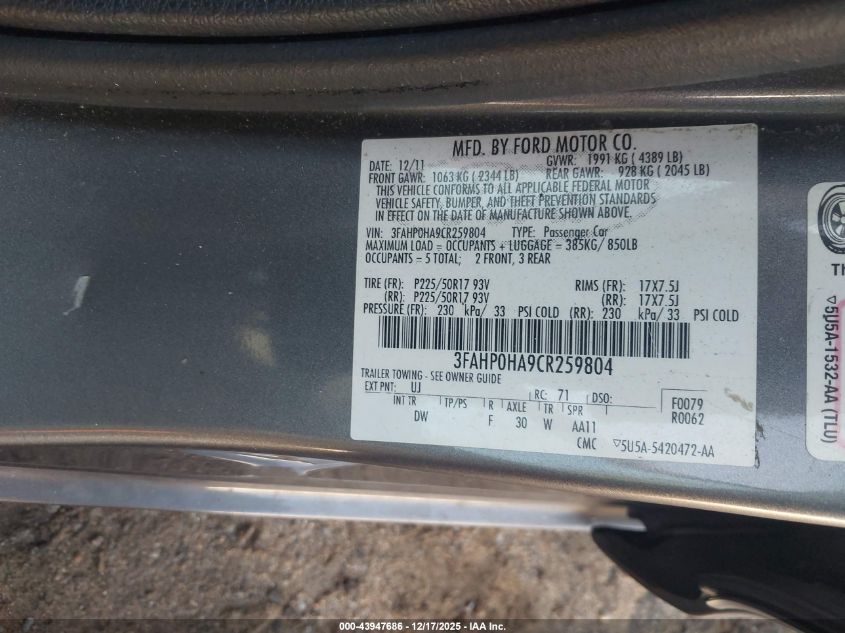 MFD. BY FORD MOTOR CO.
DATE: 12/11 GVWR: 1991 KG ( 4389 LB)
FRONT GAWR: 1063 KG ( 2344 LB) REAR GAWR: 928 KG ( 2045 LB)
THIS VEHICLE CONFORMS TO ALL APPLICABLE FEDERAL MOTOR
VEHICLE SAFETY, BUMPER, AND THEFT PREVENTION STANDARDS
IN EFFECT ON THE DATE OF MANUFACTURE SHOWN ABOVE.
VIN: 3FAHP0HA9CR259804 TYPE: Passenger Car
MAXIMUM LOAD = OCCUPANTS + LUGGAGE = 385KG/ 850LB
OCCUPANTS = 5 TOTAL; 2 FRONT, 3 REAR
TIRE (FR): P225/50R17 93V RIMS (FR): 17X7.5J
(RR): P225/50R17 93V (RR): 17X7.5J
PRESSURE (FR): 230 kPa/ 33 PSI COLD (RR): 230 kPa/ 33 PSI COLD
3FAHP0HA9CR259804
TRAILER TOWING - SEE OWNER GUIDE
EXT PNT: UJ RC: 71 DSO: F0079
INT TR TP/PS R AXLE TR SPR R0062
DW F 30 W AA11
CMC ▽5U5A-5420472-AA
TH
▽5U5A-1532-AA (TLU)
000-43947686 - 12/17/2025 - IAA Inc.